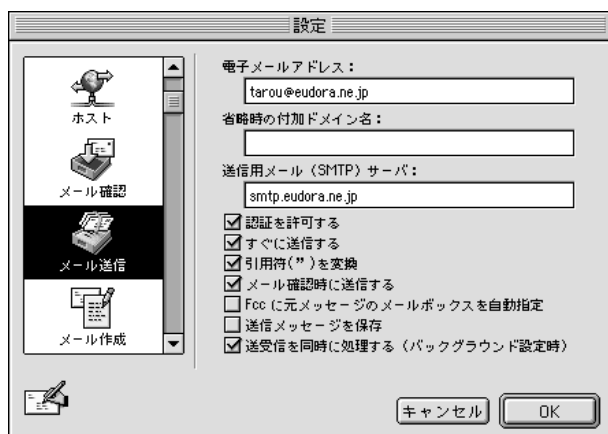 設定
ホスト
メール確認
メール送信
メール作成
電子メールアドレス：
tarou@eudora.ne.jp
省略時の付加ドメイン名：
送信用メール（SMTP）サーバ：
smtp.eudora.ne.jp
認証を許可する
すぐに送信する
引用符(”)を変換
メール確認時に送信する
Fcc に元メッセージのメールボックスを自動指定
送信メッセージを保存
送受信を同時に処理する（バックグラウンド設定時）
キャンセル
OK